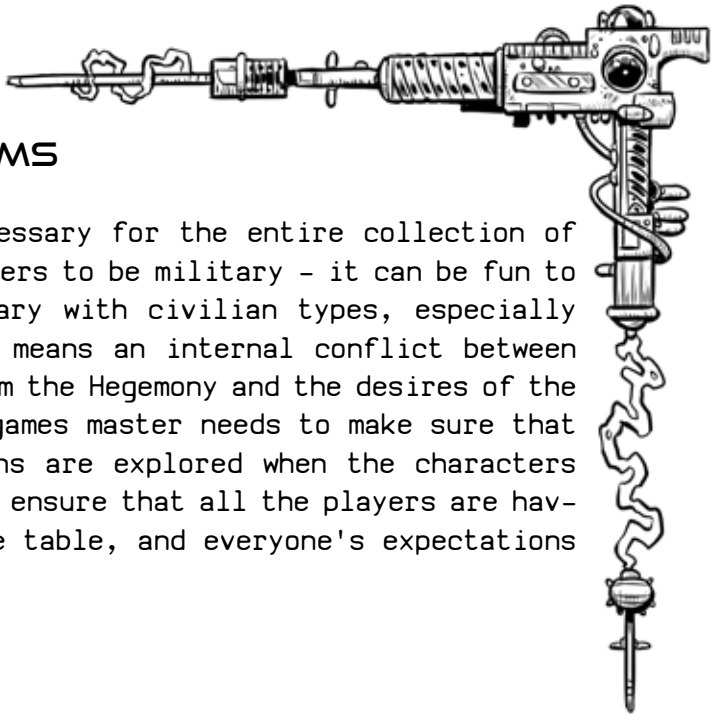 MS
essary for the entire collection of
ers to be military - it can be fun to
ary with civilian types, especially
means an internal conflict between
m the Hegemony and the desires of the
games master needs to make sure that
ns are explored when the characters
ensure that all the players are hav-
e table, and everyone's expectations